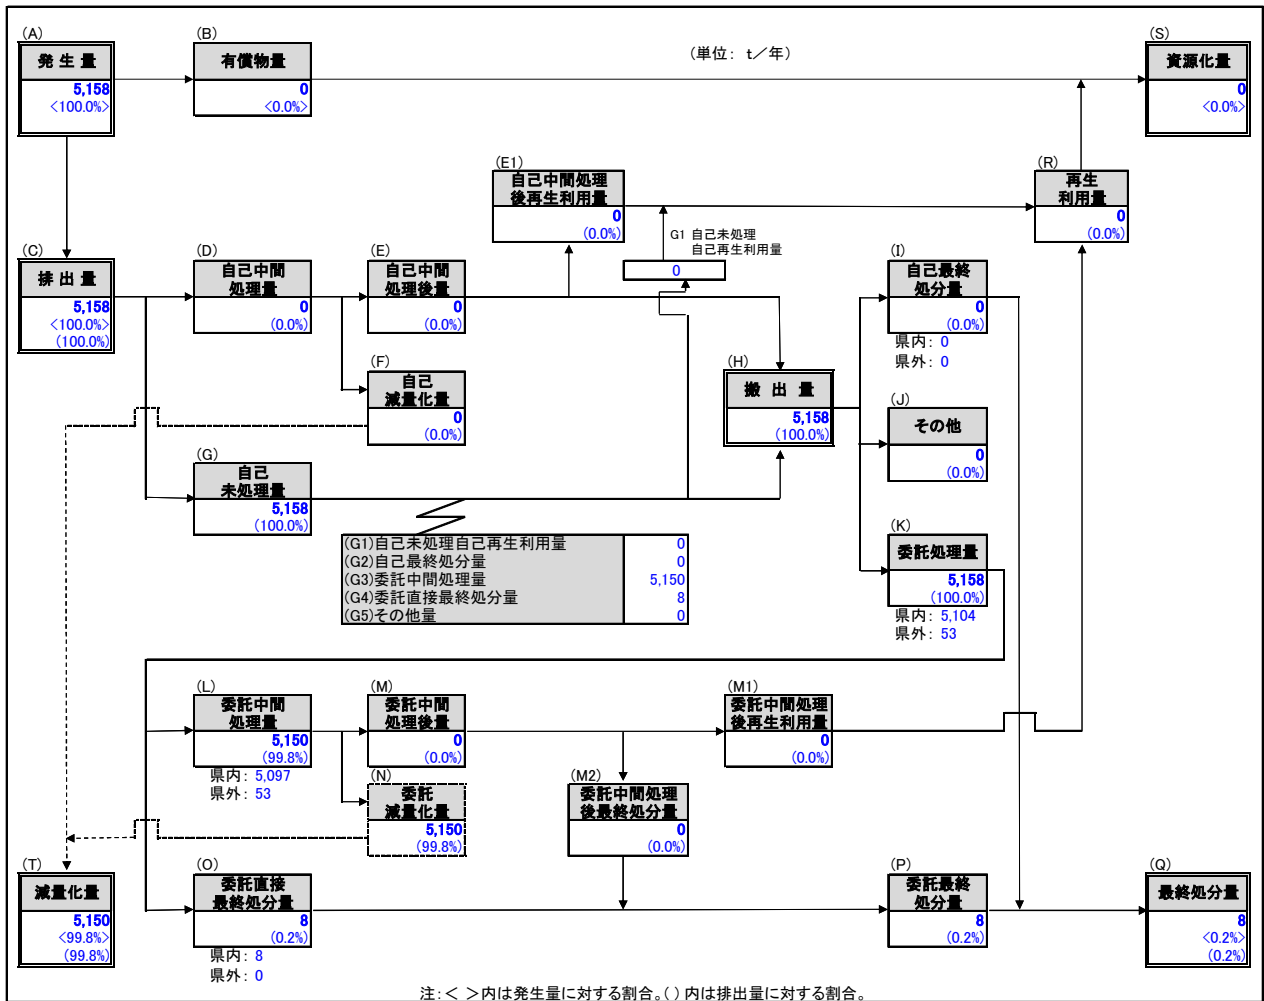 (A)
発 生 量
5,158
<100.0%>
(B)
有償物量
0
<0.0%>
(単位: t/年)
(S)
資源化量
0
<0.0%>
(E1)
自己中間処理
後再生利用量
0
(0.0%)
G1 自己未処理
自己再生利用量
0
(R)
再生
利用量
0
(0.0%)
(C)
排 出 量
5,158
<100.0%>
(100.0%)
(D)
自己中間
処理量
0
(0.0%)
(E)
自己中間
処理後量
0
(0.0%)
(F)
自己
減量化量
0
(0.0%)
(G)
自己
未処理量
5,158
(100.0%)
(G1)自己未処理自己再生利用量 0
(G2)自己最終処分量 0
(G3)委託中間処理量 5,150
(G4)委託直接最終処分量 8
(G5)その他量 0
(H)
搬 出 量
5,158
(100.0%)
(I)
自己最終
処分量
0
(0.0%)
県内: 0
県外: 0
(J)
その他
0
(0.0%)
(K)
委託処理量
5,158
(100.0%)
県内: 5,104
県外: 53
(L)
委託中間
処理量
5,150
(99.8%)
県内: 5,097
県外: 53
(M)
委託中間
処理後量
0
(0.0%)
(N)
委託
減量化量
5,150
(99.8%)
(M1)
委託中間処理
後再生利用量
0
(0.0%)
(M2)
委託中間処理
後最終処分量
0
(0.0%)
(T)
減量化量
5,150
<99.8%>
(99.8%)
(O)
委託直接
最終処分量
8
(0.2%)
県内: 8
県外: 0
(P)
委託最終
処分量
8
(0.2%)
(Q)
最終処分量
8
<0.2%>
(0.2%)
注:< >内は発生量に対する割合。( )内は排出量に対する割合。